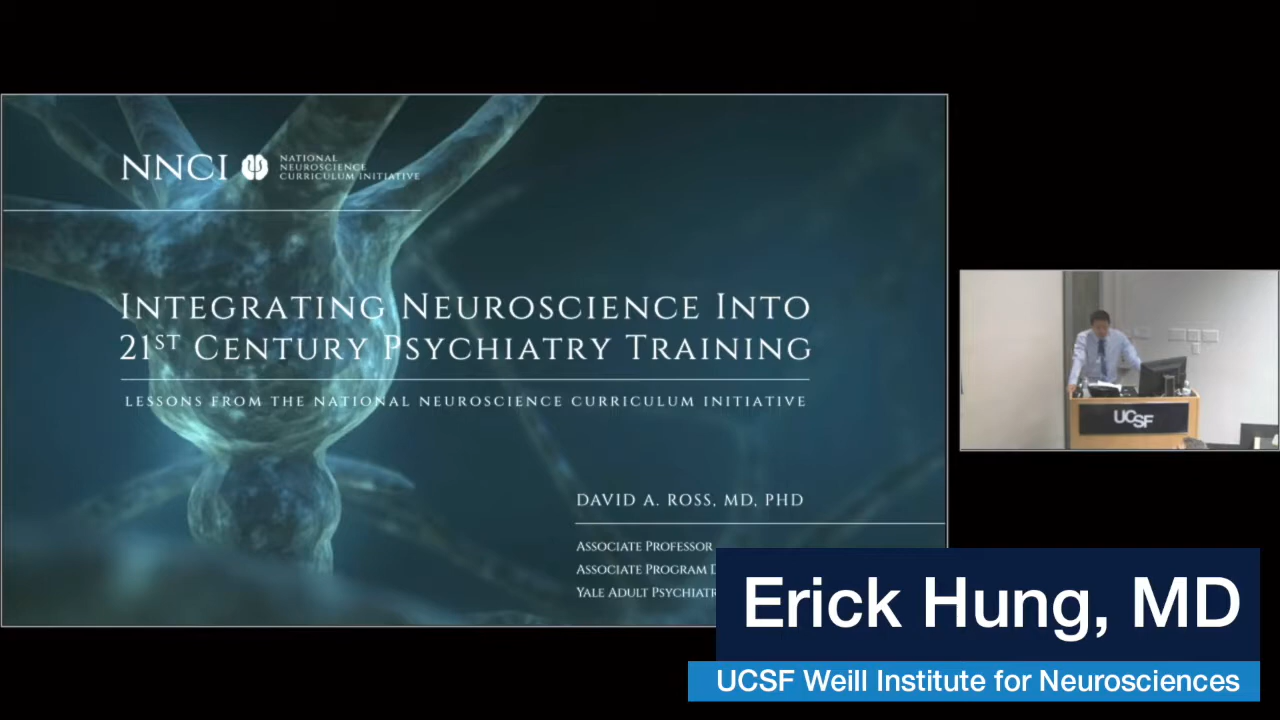 NNCI
NATIONAL
NEUROSCIENCE
CURRICULUM INITIATIVE
INTEGRATING NEUROSCIENCE INTO
21ST CENTURY PSYCHIATRY TRAINING
LESSONS FROM THE NATIONAL NEUROSCIENCE CURRICULUM INITIATIVE
DAVID A. ROSS, MD, PHD
ASSOCIATE PROFESSOR
ASSOCIATE PROGRAM D
YALE ADULT PSYCHIATR
UCSF
Erick Hung, MD
UCSF Weill Institute for Neurosciences